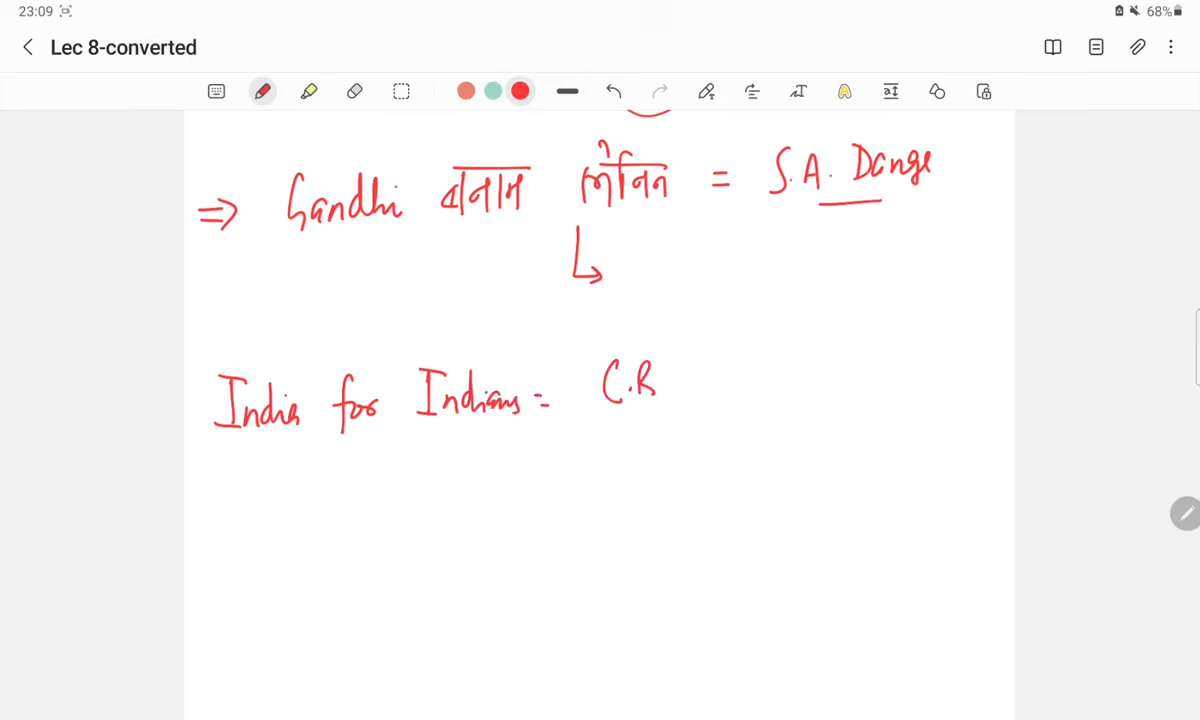 23:09 68%
Lec 8-converted
⇒ Gandhi बनाम लेनिन = S.A. Dange
India for Indians = C.R